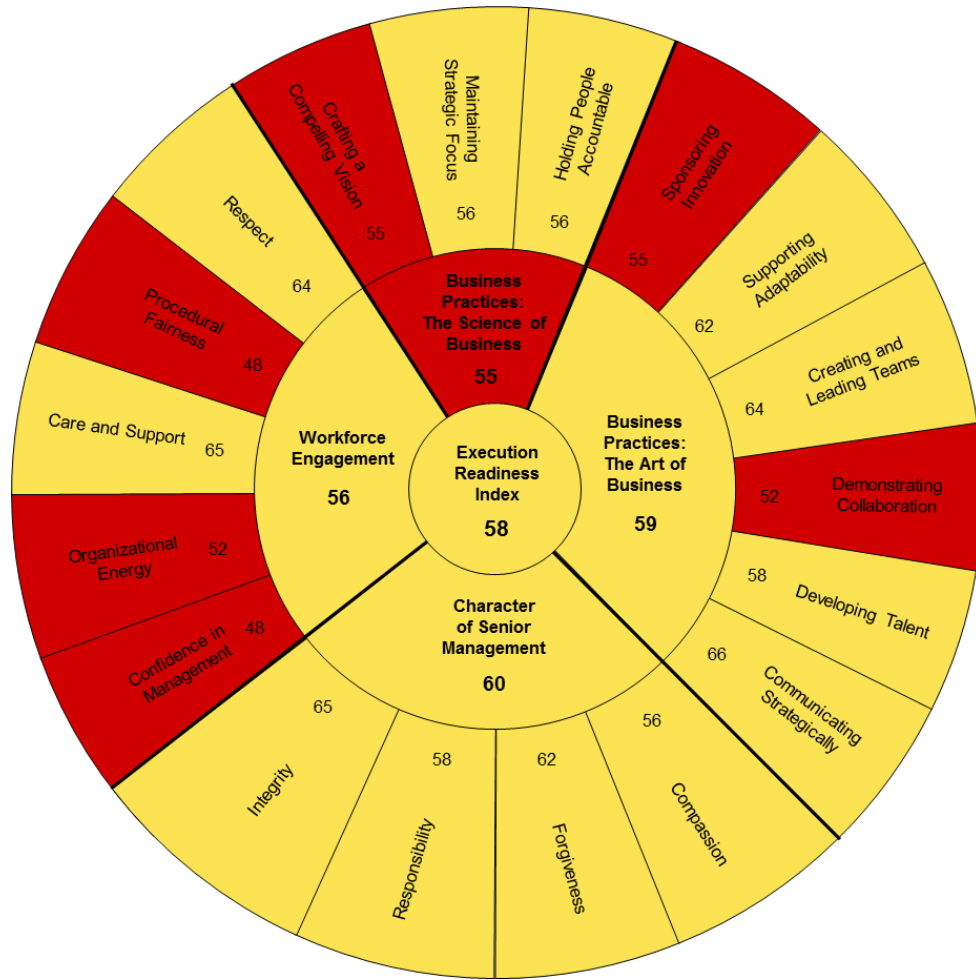 Crafting a
Compelling Vision
55
Maintaining
Strategic Focus
56
Holding People
Accountable
56
Sponsoring
Innovation
55
Supporting
Adaptability
62
Creating and
Leading Teams
64
Demonstrating
Collaboration
52
Developing Talent
58
Communicating
Strategically
66
Compassion
56
Forgiveness
62
Responsibility
58
Integrity
65
Confidence in
Management
48
Organizational
Energy
52
Care and Support
65
Procedural
Fairness
48
Respect
64
Business
Practices:
The Science of
Business
55
Business
Practices:
The Art of
Business
59
Character
of Senior
Management
60
Workforce
Engagement
56
Execution
Readiness
Index
58